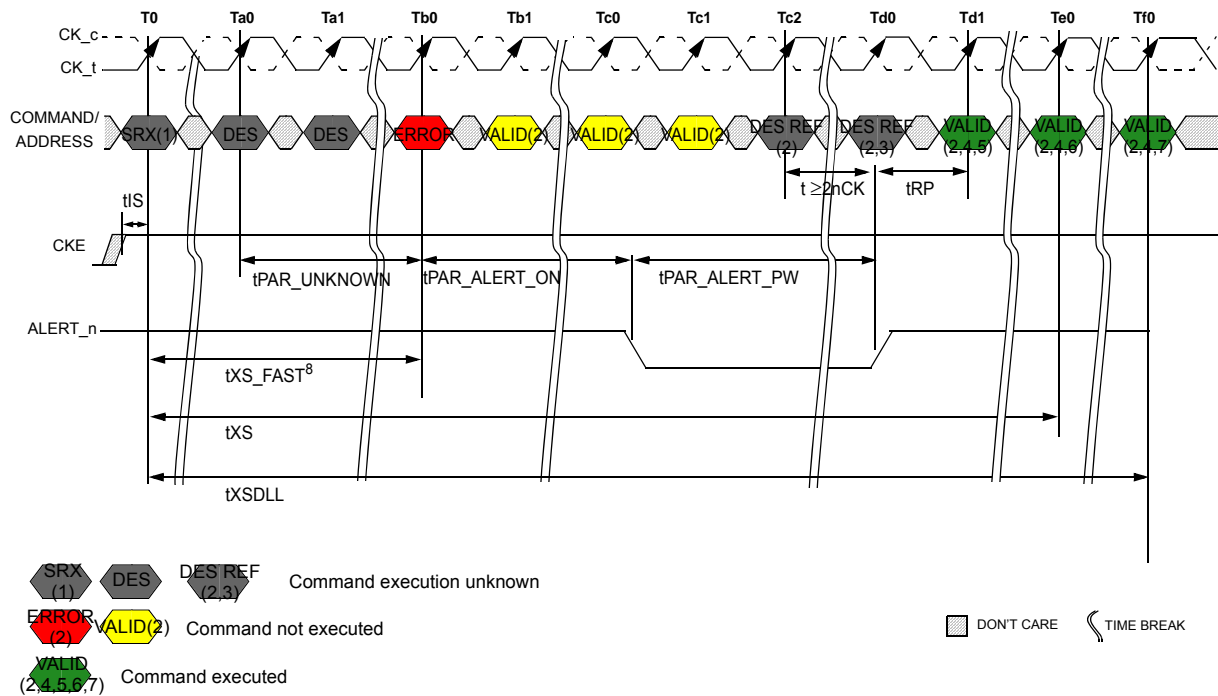 T0 Ta0 Ta1 Tb0 Tb1 Tc0 Tc1 Tc2 Td0 Td1 Te0 Tf0
CK_c
CK_t
COMMAND/
ADDRESS
SRX(1) DES DES ERROR VALID(2) VALID(2) VALID(2) DES REF (2) DES REF (2,3) VALID (2,4,5) VALID (2,4,6) VALID (2,4,7)
t ≥2nCK tRP
tIS
CKE
tPAR_UNKNOWN tPAR_ALERT_ON tPAR_ALERT_PW
ALERT_n
tXS_FAST8
tXS
tXSDLL
SRX (1) DES DES REF (2,3) Command execution unknown
ERROR (2) VALID(2) Command not executed
DON'T CARE TIME BREAK
VALID (2,4,5,6,7) Command executed